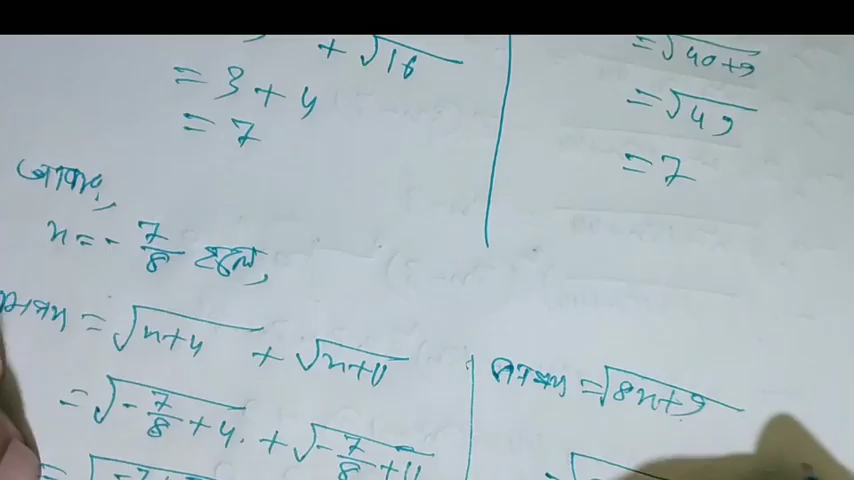 + √16
= 3 + 4
= 7
= √40+9
= √49
= 7
আবার,
x = - 7/8 হলে,
= √x+4 + √x+11
= √-7/8 + 4 + √-7/8 + 11
ডানপক্ষ = √8x+9